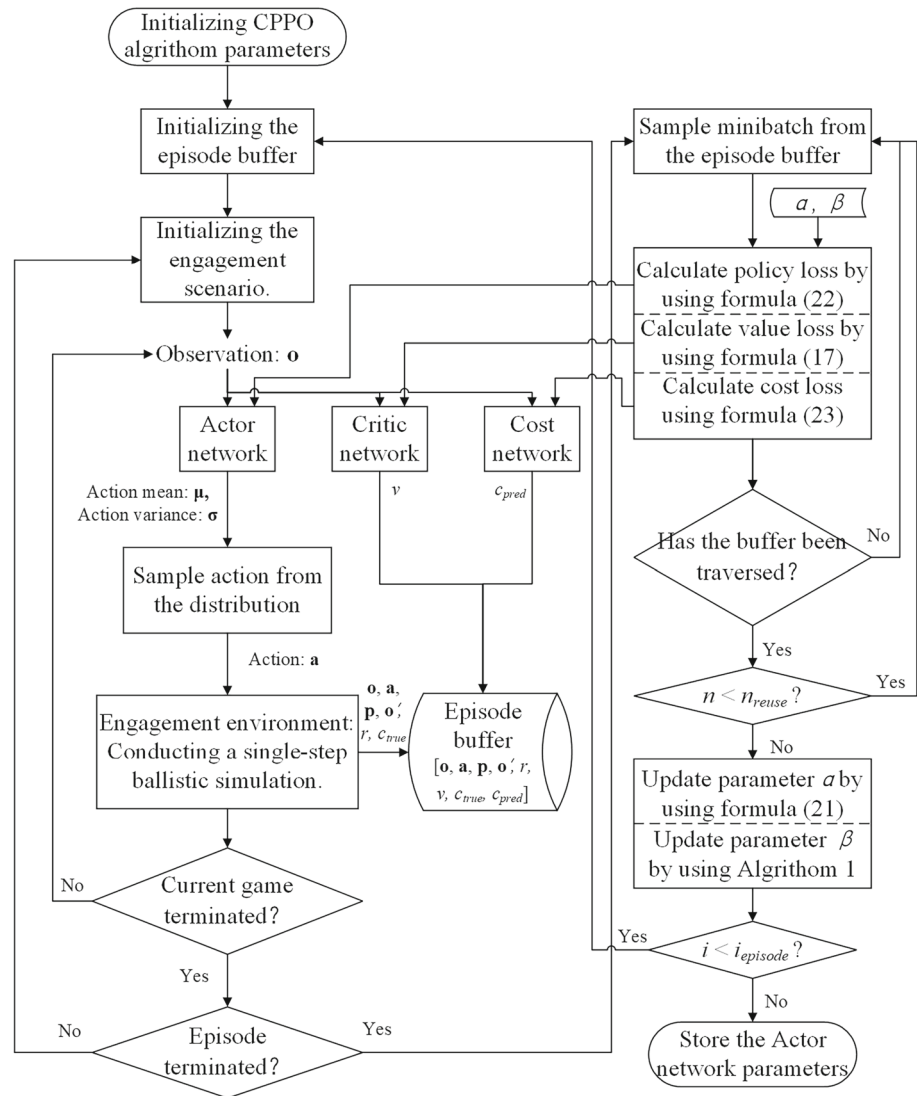 Initializing CPPO
algrithom parameters
Initializing the
episode buffer
Initializing the
engagement
scenario.
Observation: o
Actor
network
Critic
network
Cost
network
Action mean: μ,
Action variance: σ
v
c_pred
Sample action from
the distribution
Action: a
Engagement environment:
Conducting a single-step
ballistic simulation.
o, a,
p, o′,
r, c_true
Episode
buffer
[o, a, p, o′, r,
v, c_true, c_pred]
No
Current game
terminated?
Yes
No
Episode
terminated?
Yes
Sample minibatch from
the episode buffer
α, β
Calculate policy loss by
using formula (22)
Calculate value loss by
using formula (17)
Calculate cost loss
using formula (23)
Has the buffer been
traversed?
No
Yes
n < n_reuse?
Yes
No
Update parameter α by
using formula (21)
Update parameter β
by using Algrithom 1
Yes
i < i_episode?
No
Store the Actor
network parameters